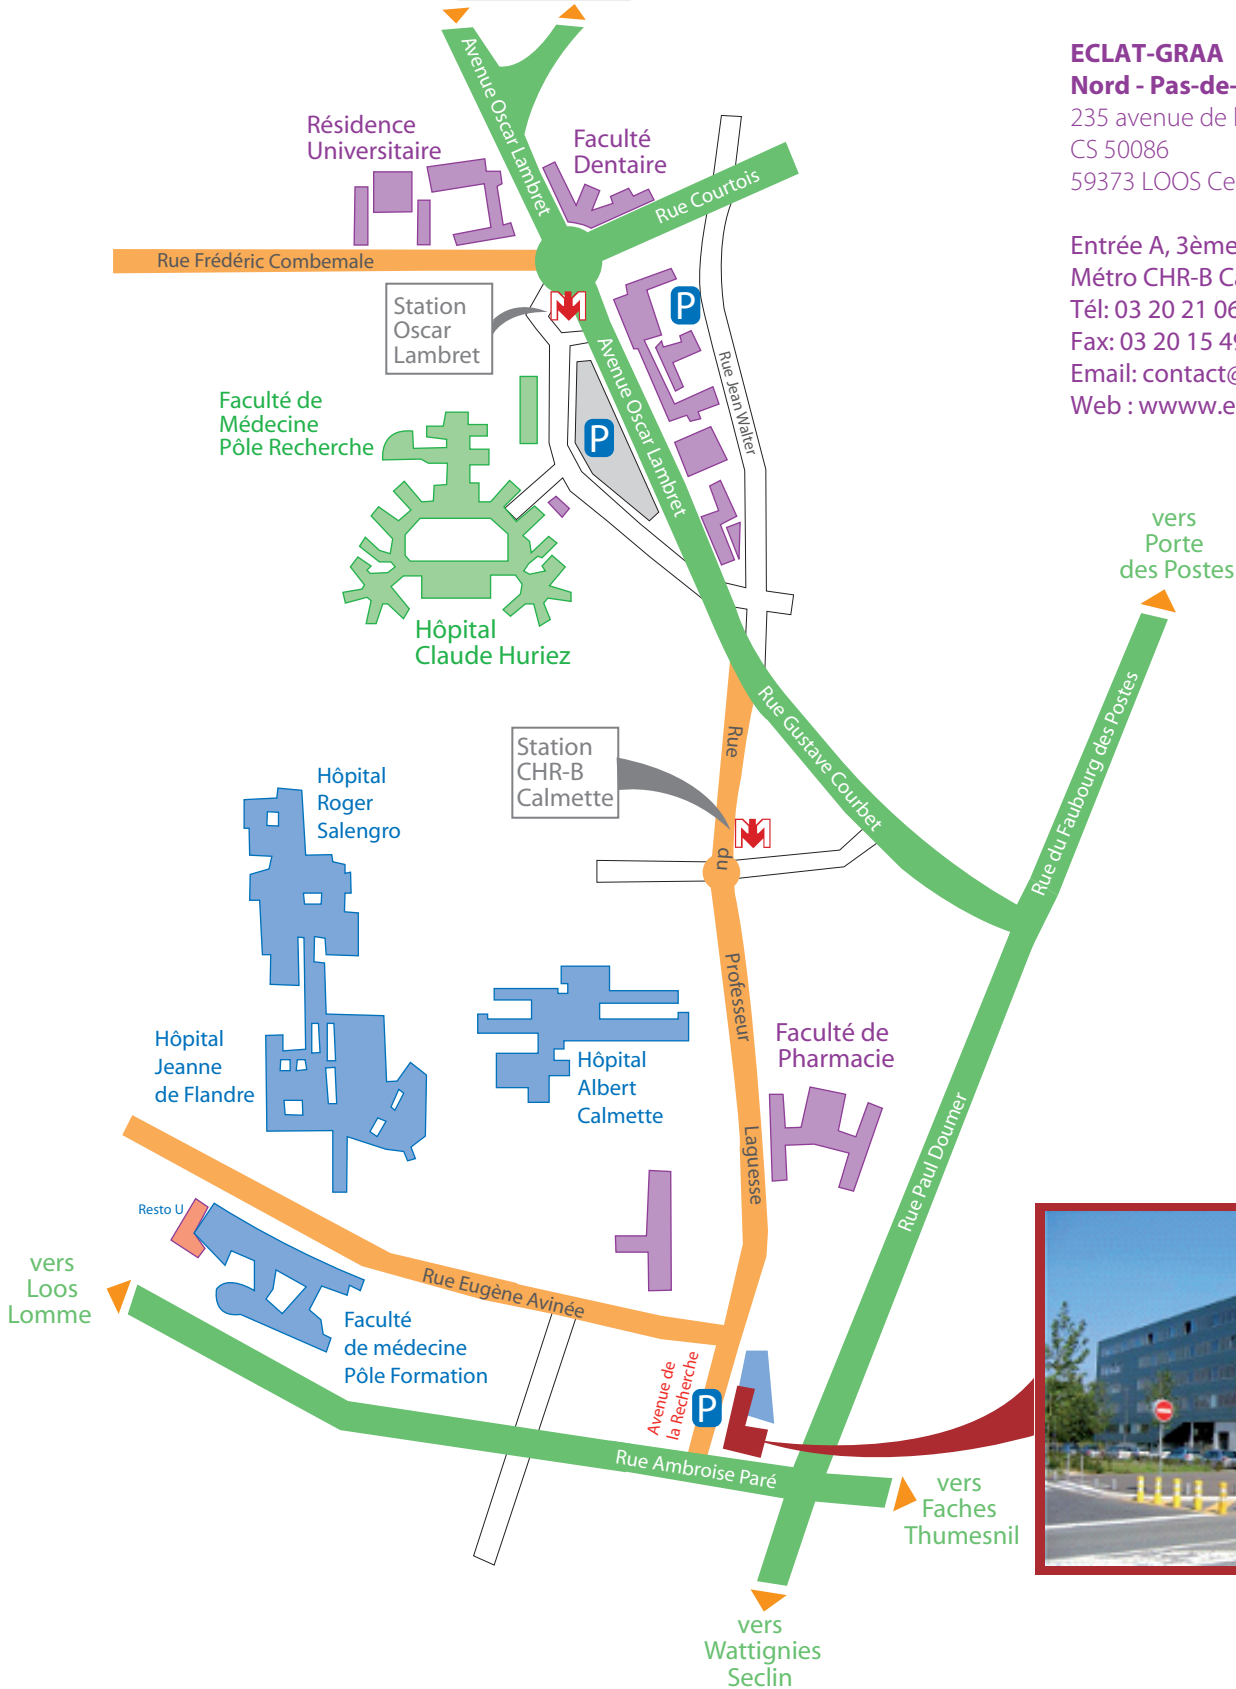 Avenue Oscar Lambret
ECLAT-GRAA
Nord - Pas-de-
235 avenue de
CS 50086
59373 LOOS
Entrée A, 3ème
Métro CHR-B
Tél: 03 20 21 06
Fax: 03 20 15
Email: contact@
Web : wwww.e
Résidence
Universitaire
Faculté
Dentaire
Rue Courtois
Rue Frédéric Combemale
Station
Oscar
Lambret
P
Avenue Oscar Lambret
Rue Jean Walter
Faculté de
Médecine
Pôle Recherche
P
Hôpital
Claude Huriez
vers
Porte
des Postes
Rue Gustave Courbet
Rue du Faubourg des Postes
Station
CHR-B
Calmette
Rue du Professeur Laguesse
Hôpital
Roger
Salengro
Hôpital
Jeanne
de Flandre
Hôpital
Albert
Calmette
Faculté de
Pharmacie
Rue Paul Doumer
Resto U
vers
Loos
Lomme
Rue Eugène Avinée
Faculté
de médecine
Pôle Formation
Avenue de
la Recherche
P
Rue Ambroise Paré
vers
Faches
Thumesnil
vers
Wattignies
Seclin